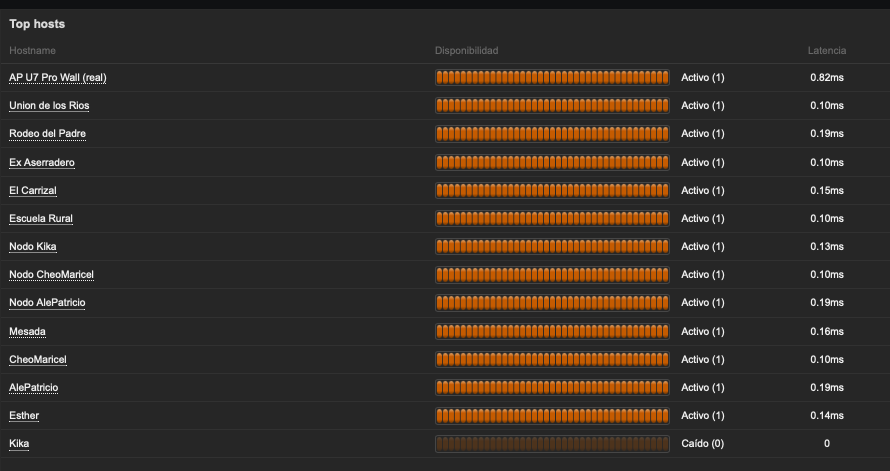 Top hosts
Hostname Disponibilidad Latencia
AP U7 Pro Wall (real) Activo (1) 0.82ms
Union de los Rios Activo (1) 0.10ms
Rodeo del Padre Activo (1) 0.19ms
Ex Aserradero Activo (1) 0.10ms
El Carrizal Activo (1) 0.15ms
Escuela Rural Activo (1) 0.10ms
Nodo Kika Activo (1) 0.13ms
Nodo CheoMaricel Activo (1) 0.10ms
Nodo AlePatricio Activo (1) 0.19ms
Mesada Activo (1) 0.16ms
CheoMaricel Activo (1) 0.10ms
AlePatricio Activo (1) 0.19ms
Esther Activo (1) 0.14ms
Kika Caído (0) 0